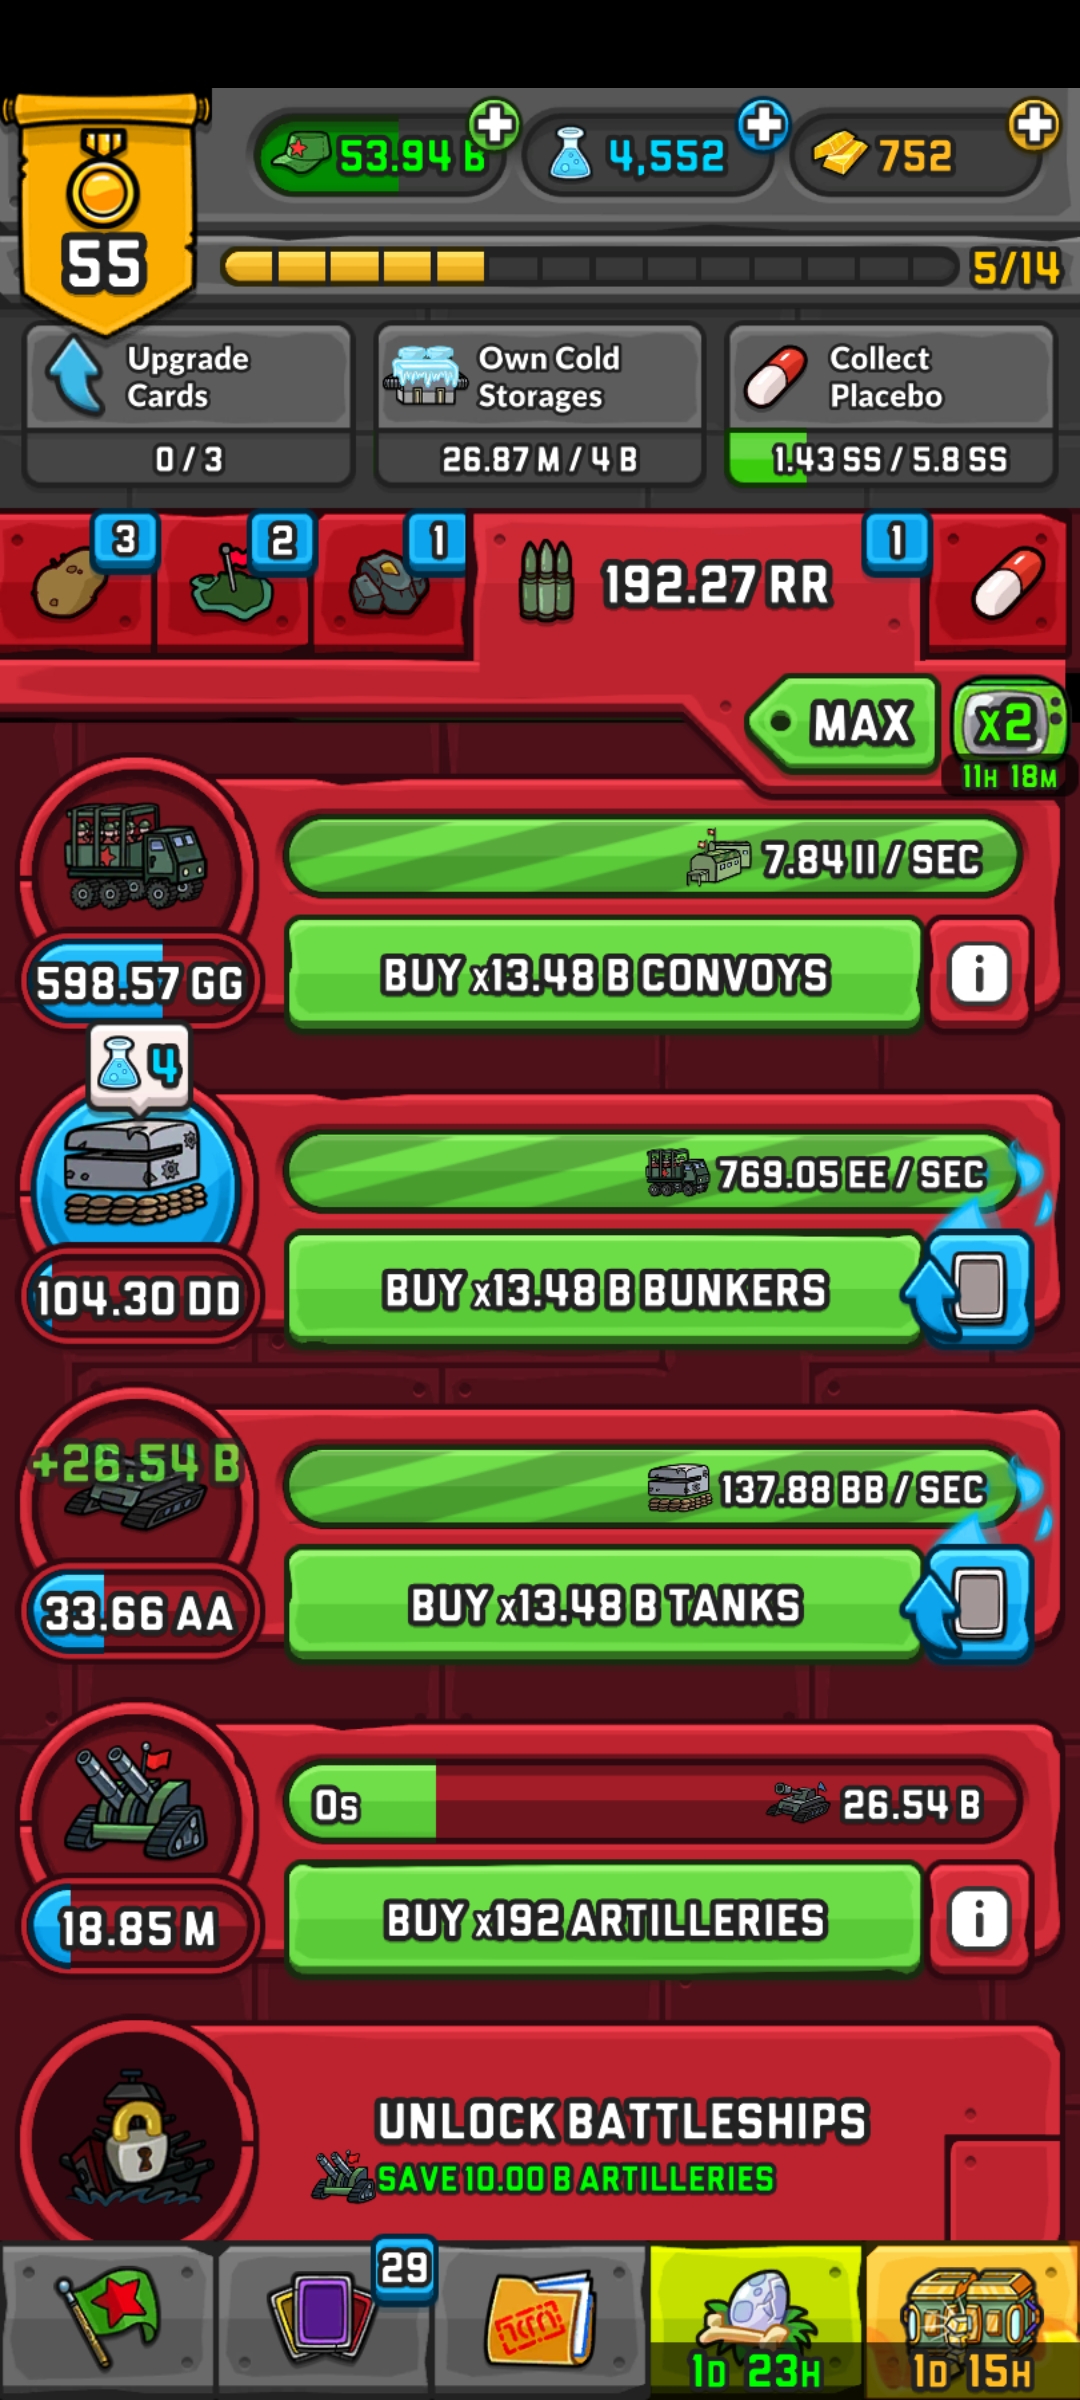 55
53.94 B
4,552
752
5/14
Upgrade
Cards
0 / 3
Own Cold
Storages
26.87 M / 4 B
Collect
Placebo
1.43 SS / 5.8 SS
3
2
1
192.27 RR
1
MAX
x2
11H 18M
7.84 II / SEC
598.57 GG
BUY x13.48 B CONVOYS
i
4
769.05 EE / SEC
104.30 DD
BUY x13.48 B BUNKERS
+26.54 B
137.88 BB / SEC
33.66 AA
BUY x13.48 B TANKS
0s
26.54 B
18.85 M
BUY x192 ARTILLERIES
i
UNLOCK BATTLESHIPS
SAVE 10.00 B ARTILLERIES
29
1D 23H
1D 15H